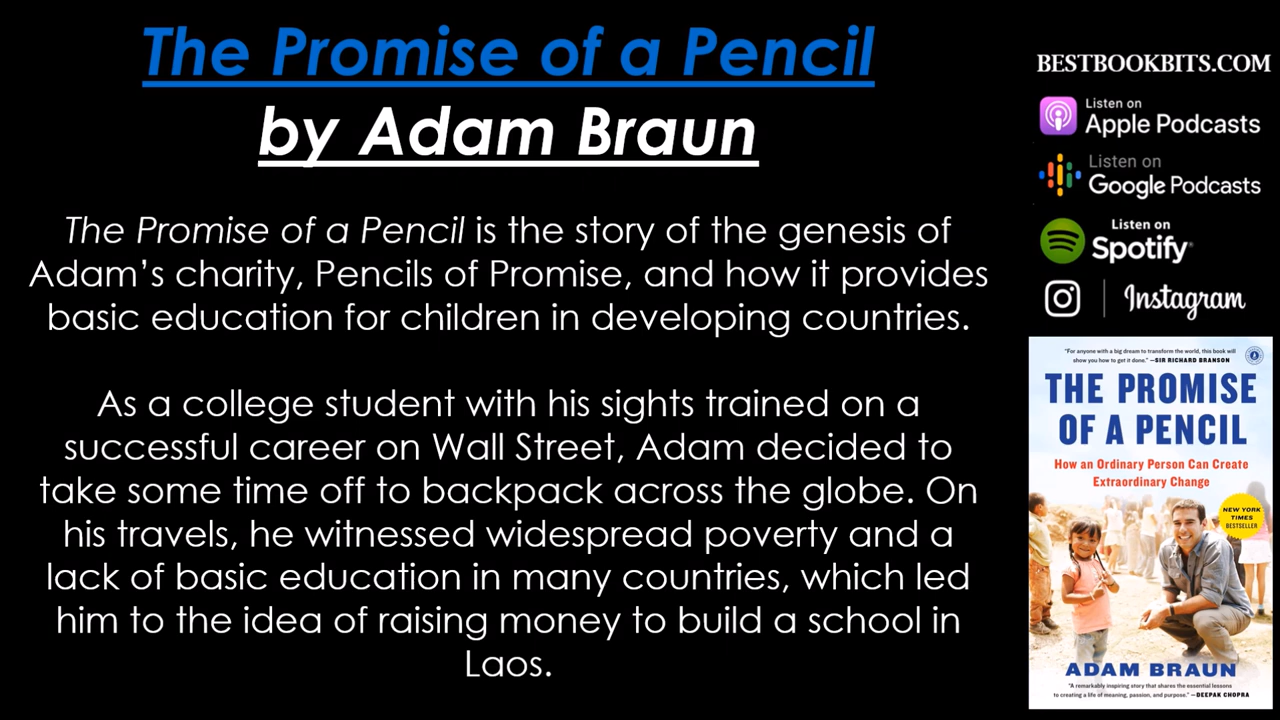 The Promise of a Pencil
by Adam Braun
The Promise of a Pencil is the story of the genesis of
Adam’s charity, Pencils of Promise, and how it provides
basic education for children in developing countries.
As a college student with his sights trained on a
successful career on Wall Street, Adam decided to
take some time off to backpack across the globe. On
his travels, he witnessed widespread poverty and a
lack of basic education in many countries, which led
him to the idea of raising money to build a school in
Laos.
BESTBOOKBITS.COM
Listen on
Apple Podcasts
Listen on
Google Podcasts
Listen on
Spotify
Instagram
"For anyone with a big dream to transform the world, this book will
show you how to get it done." —SIR RICHARD BRANSON
THE PROMISE
OF A PENCIL
How an Ordinary Person Can Create
Extraordinary Change
NEW YORK
TIMES
BESTSELLER
ADAM BRAUN
"A remarkably inspiring story that shares the essential lessons
to creating a life of meaning, passion, and purpose." —DEEPAK CHOPRA